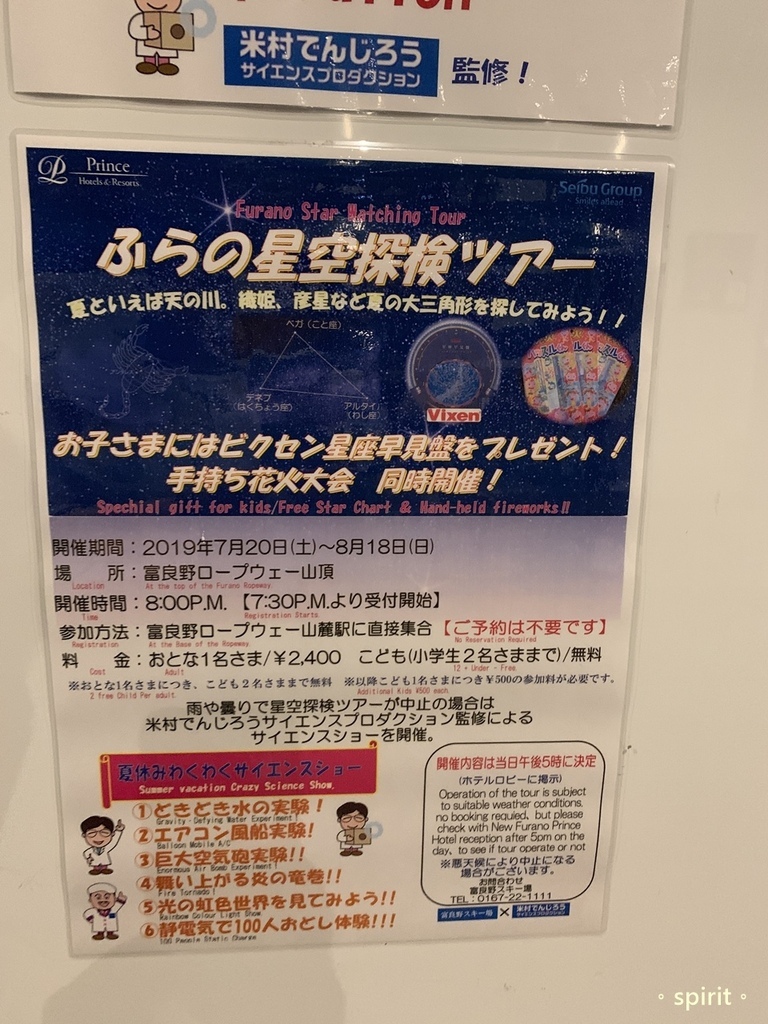 米村でんじろう
サイエンスプロダクション
監修！
Prince
Hotels & Resorts
Seibu Group
Smiles ahead
Furano Star Watching Tour
ふらの星空探検ツアー
夏といえば天の川。織姫、彦星など夏の大三角形を探してみよう！！
ベガ（こと座）
デネブ
（はくちょう座）
アルタイル
（わし座）
Vixen
お子さまにはビクセン星座早見盤をプレゼント！
手持ち花火大会　同時開催！
Spechial gift for kids/Free Star Chart & Hand-held fireworks!!
開催期間：2019年7月20日(土)～8月18日(日)
場　所：富良野ロープウェー山頂
Location At the top of the Furano Ropeway
開催時間：8:00P.M. 【7:30P.M.より受付開始】
Time Registration Starts
参加方法：富良野ロープウェー山麓駅に直接集合【ご予約は不要です】
Registration At the Base of the Ropeway No Reservation Required
料　金：おとな1名さま/¥2,400　こども(小学生2名さままで)/無料
Cost Adult 12・Under - Free
※おとな1名さまにつき、こども2名さままで無料　※以降こども1名さまにつき¥500の参加料が必要です。
2 free Child Per adult. Additional Kids ¥500 each
雨や曇りで星空探検ツアーが中止の場合は
米村でんじろうサイエンスプロダクション監修による
サイエンスショーを開催。
夏休みわくわくサイエンスショー
Summer vacation Crazy Science Show.
①どきどき水の実験！
Gravity-Defying Water Experiment!
②エアコン風船実験！
Balloon Mobile A/C
③巨大空気砲実験！！
Enormous Air Bomb Experiment!
④舞い上がる炎の竜巻！！
Fire Tornado!
⑤光の虹色世界を見てみよう！！
Rainbow Colour Light Show
⑥静電気で100人おどし体験！！！
100 People Static Charge
開催内容は当日午後5時に決定
(ホテルロビーに掲示)
Operation of the tour is subject
to suitable weather conditions.
no booking requied, but please
check with New Furano Prince
Hotel reception after 5pm on the
day, to see if tour operate or not
※悪天候により中止になる
場合がございます。
お問合わせ
富良野スキー場
TEL：0167-22-1111
富良野スキー場 × 米村でんじろう
サイエンスプロダクション
。spirit。